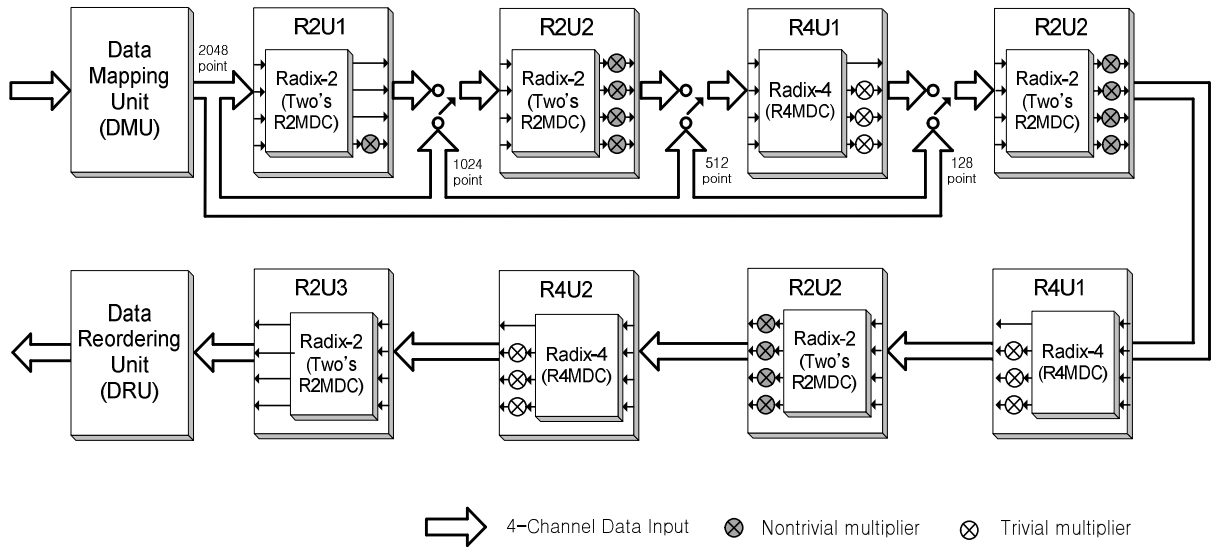 Data
Mapping
Unit
(DMU)
2048
point
R2U1
Radix-2
(Two's
R2MDC)
1024
point
R2U2
Radix-2
(Two's
R2MDC)
512
point
R4U1
Radix-4
(R4MDC)
128
point
R2U2
Radix-2
(Two's
R2MDC)
Data
Reordering
Unit
(DRU)
R2U3
Radix-2
(Two's
R2MDC)
R4U2
Radix-4
(R4MDC)
R2U2
Radix-2
(Two's
R2MDC)
R4U1
Radix-4
(R4MDC)
4-Channel Data Input
Nontrivial multiplier
Trivial multiplier